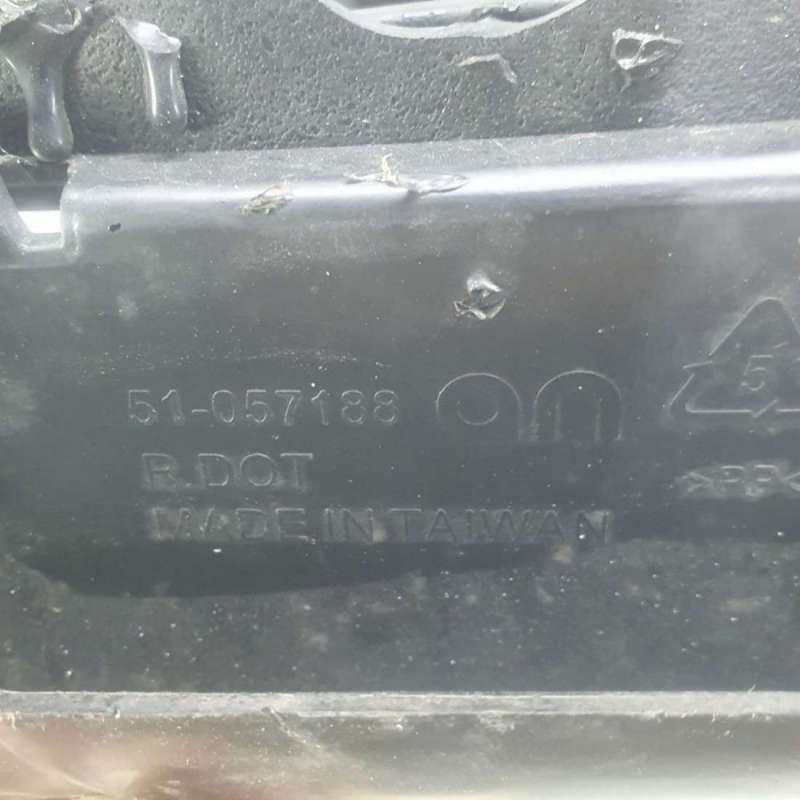 51-057188
5
R.DOT
>PP<
MADE IN TAIWAN